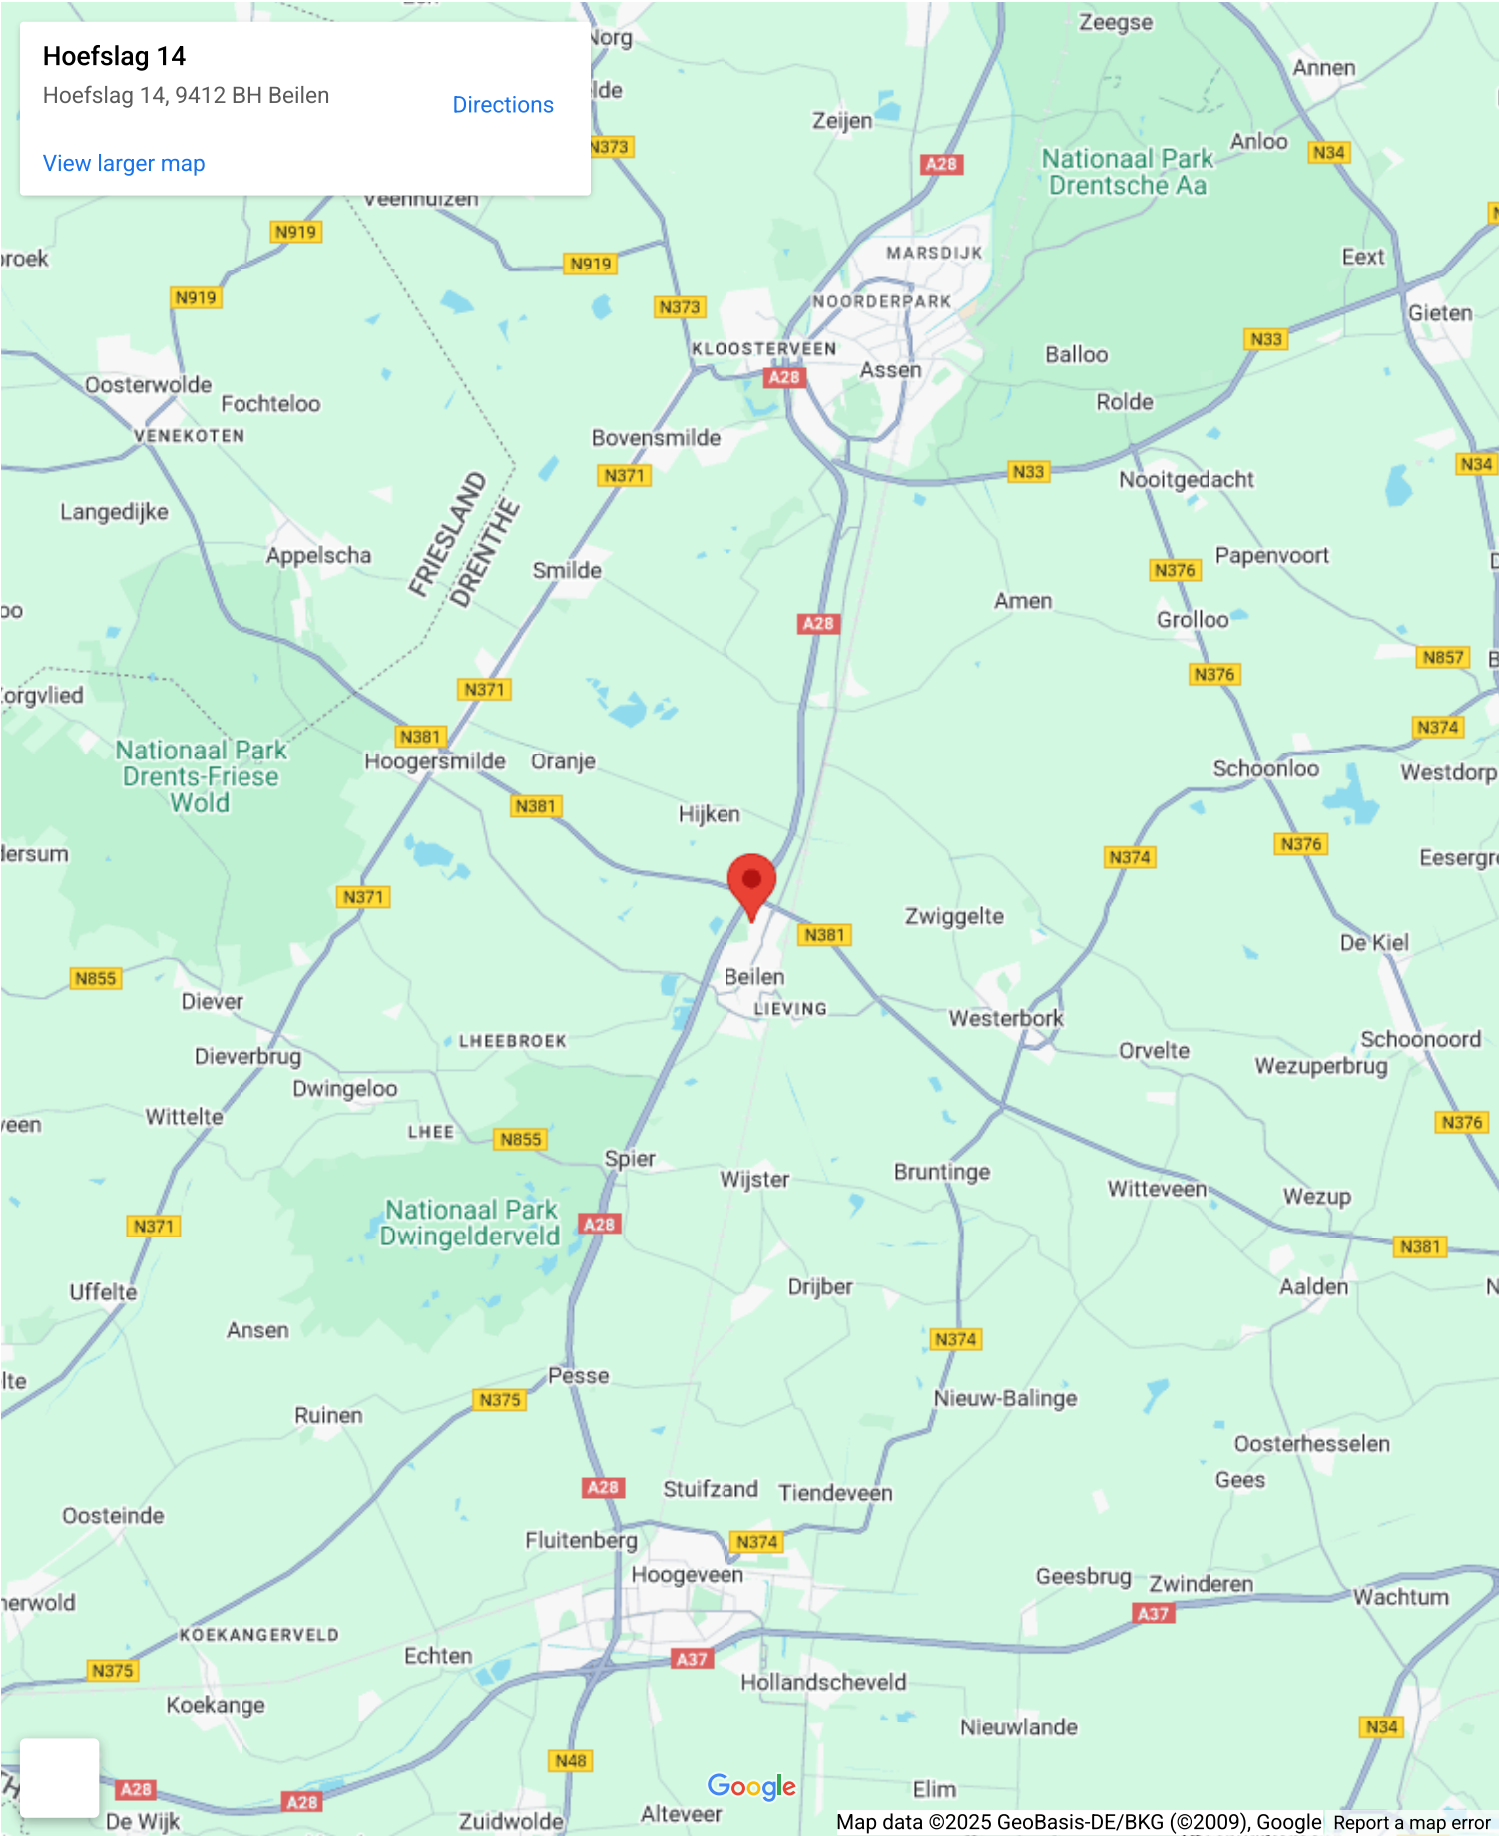 Hoefslag 14
Hoefslag 14, 9412 BH Beilen
Directions
View larger map
Norg
Zeegse
Annen
Zeijen
Anloo
N373
A28
N34
Nationaal Park
Drentsche Aa
Veenhuizen
N919
N919
N919
N373
MARSDIJK
NOORDERPARK
Eext
Gieten
N33
KLOOSTERVEEN
A28
Assen
Balloo
Rolde
Oosterwolde
Fochteloo
VENEKOTEN
Bovensmilde
N371
N33
N34
Nooitgedacht
Langedijke
FRIESLAND
DRENTHE
Appelscha
Smilde
N376
Papenvoort
Amen
Grolloo
A28
N857
N376
N371
N374
N381
Nationaal Park
Drents-Friese
Wold
Hoogersmilde
Oranje
Schoonloo
Westdorp
N381
Hijken
N376
N374
N371
Zwiggelte
N381
De Kiel
N855
Beilen
Diever
LIEVING
Westerbork
LHEEBROEK
Schoonoord
Dieverbrug
Orvelte
Wezuperbrug
Dwingeloo
Wittelte
LHEE
N855
N376
Spier
Wijster
Bruntinge
Witteveen
Wezup
Nationaal Park
Dwingelderveld
N371
A28
N381
Uffelte
Drijber
Aalden
Ansen
N374
Pesse
N375
Nieuw-Balinge
Ruinen
Oosterhesselen
Gees
A28
Stuifzand
Tiendeveen
Oosteinde
Fluitenberg
N374
Hoogeveen
Geesbrug
Zwinderen
Wachtum
A37
KOEKANGERVELD
Echten
A37
N375
Hollandscheveld
Koekange
Nieuwlande
N34
N48
Google
Elim
A28
A28
De Wijk
Zuidwolde
Alteveer
Map data ©2025 GeoBasis-DE/BKG (©2009), Google
Report a map error